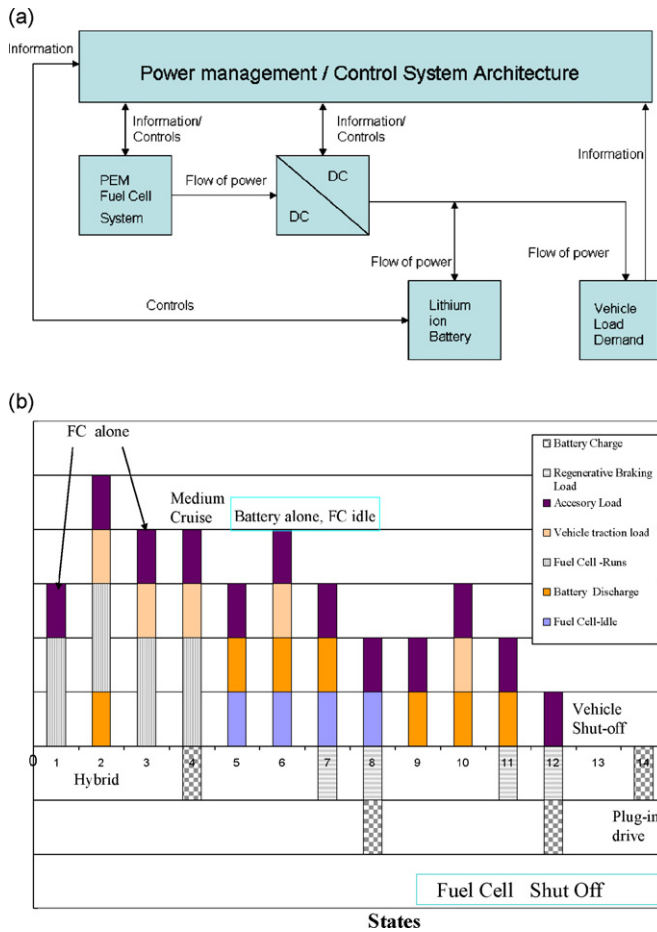 (a)
Information
Power management / Control System Architecture
Information/
Controls
Information/
Controls
Information
PEM
Fuel Cell
System
Flow of power
DC
DC
Flow of power
Flow of power
Controls
Lithium
ion
Battery
Vehicle
Load
Demand
(b)
FC alone
Medium
Cruise
Battery alone, FC idle
Battery Charge
Regenerative Braking
Load
Accesory Load
Vehicle traction load
Fuel Cell -Runs
Battery Discharge
Fuel Cell-Idle
Vehicle
Shut-off
0 1 2 3 4 5 6 7 8 9 10 11 12 13 14
Hybrid
Plug-in
drive
Fuel Cell Shut Off
States